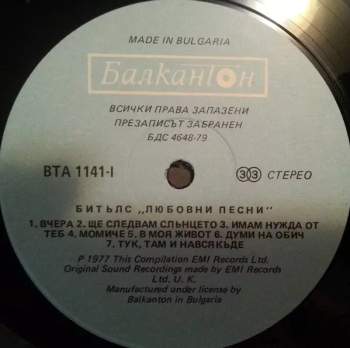 MADE IN BULGARIA
Балкантон
ВСИЧКИ ПРАВА ЗАПАЗЕНИ
ПРЕЗАПИСЪТ ЗАБРАНЕН
БДС 4648-79
ВТА 1141-I
33 СТЕРЕО
БИТЪЛС „ЛЮБОВНИ ПЕСНИ"
1, ВЧЕРА 2. ЩЕ СЛЕДВАМ СЛЪНЦЕТО 3. ИМАМ НУЖДА ОТ
ТЕБ 4. МОМИЧЕ 5. В МОЯ ЖИВОТ 6. ДУМИ НА ОБИЧ
7. ТУК, ТАМ И НАВСЯКЪДЕ
P 1977 This Compilation EMI Records Ltd.
Original Sound Recordings made by EMI Records
Ltd. U. K.
Manufactured under license by
Balkanton in Bulgaria